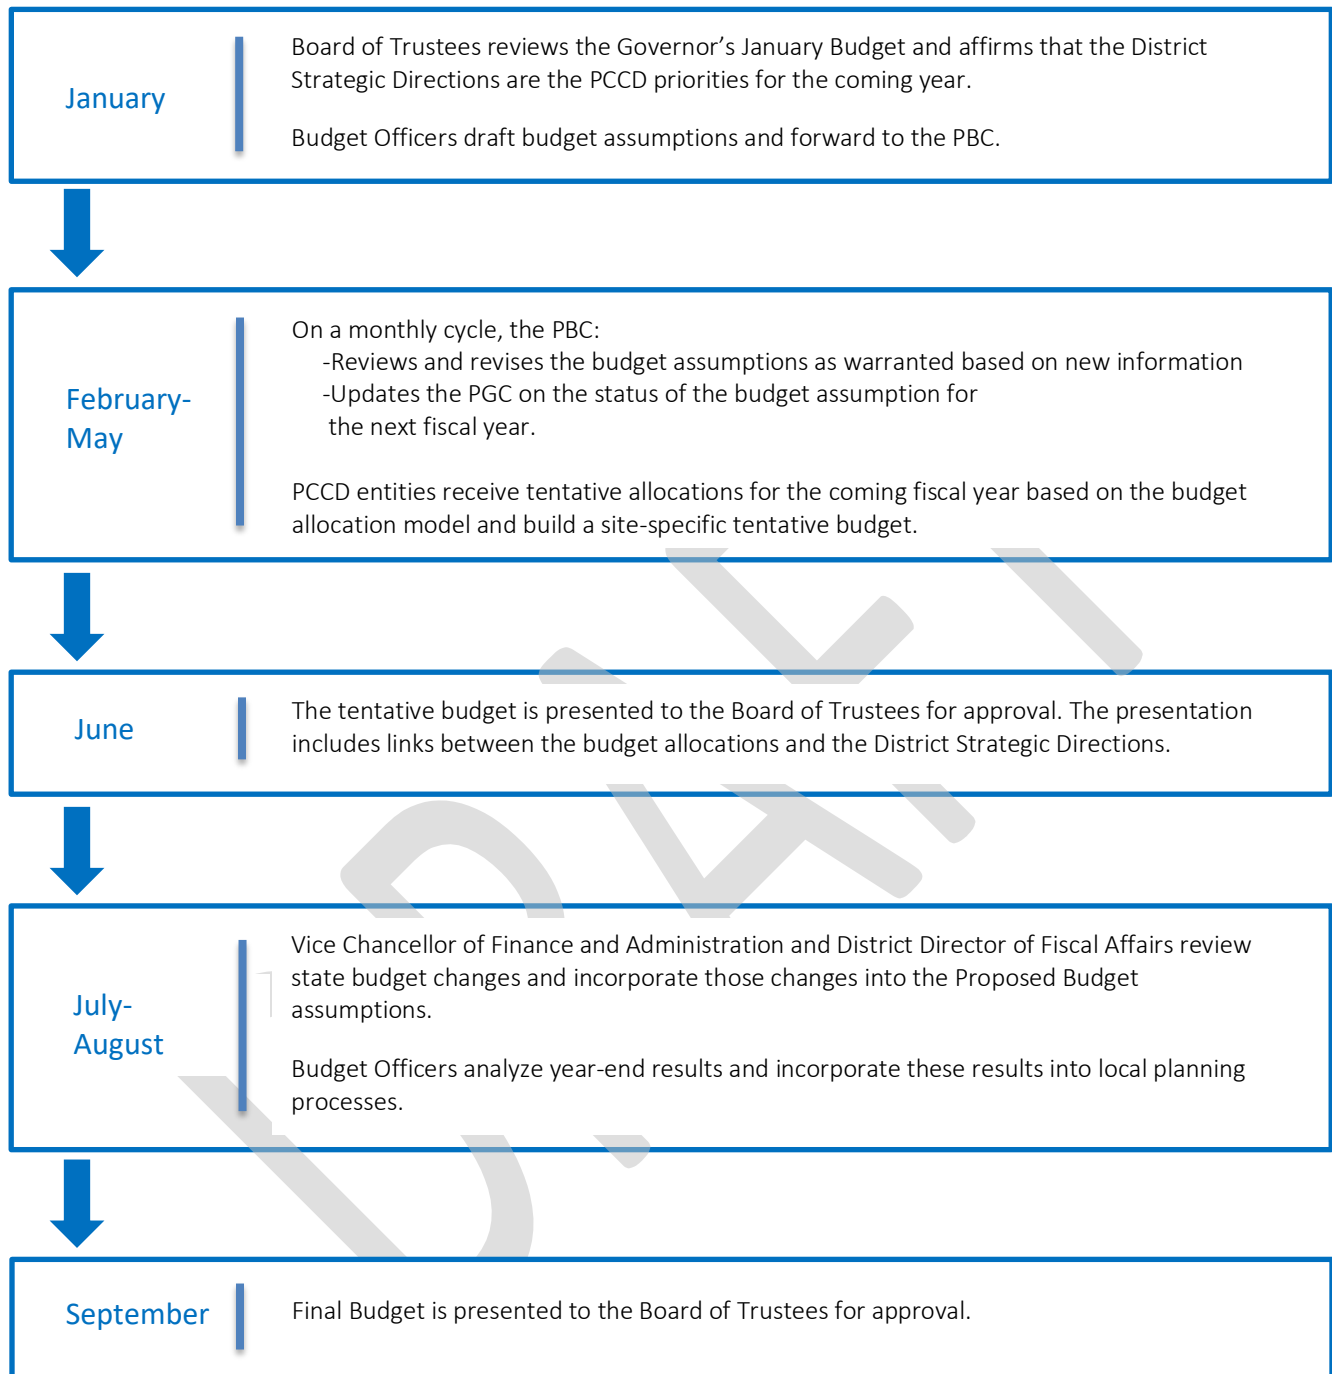 January
Board of Trustees reviews the Governor’s January Budget and affirms that the District
Strategic Directions are the PCCD priorities for the coming year.
Budget Officers draft budget assumptions and forward to the PBC.
February-
May
On a monthly cycle, the PBC:
-Reviews and revises the budget assumptions as warranted based on new information
-Updates the PGC on the status of the budget assumption for
the next fiscal year.
PCCD entities receive tentative allocations for the coming fiscal year based on the budget
allocation model and build a site-specific tentative budget.
June
The tentative budget is presented to the Board of Trustees for approval. The presentation
includes links between the budget allocations and the District Strategic Directions.
July-
August
Vice Chancellor of Finance and Administration and District Director of Fiscal Affairs review
state budget changes and incorporate those changes into the Proposed Budget
assumptions.
Budget Officers analyze year-end results and incorporate these results into local planning
processes.
September
Final Budget is presented to the Board of Trustees for approval.
DRAFT